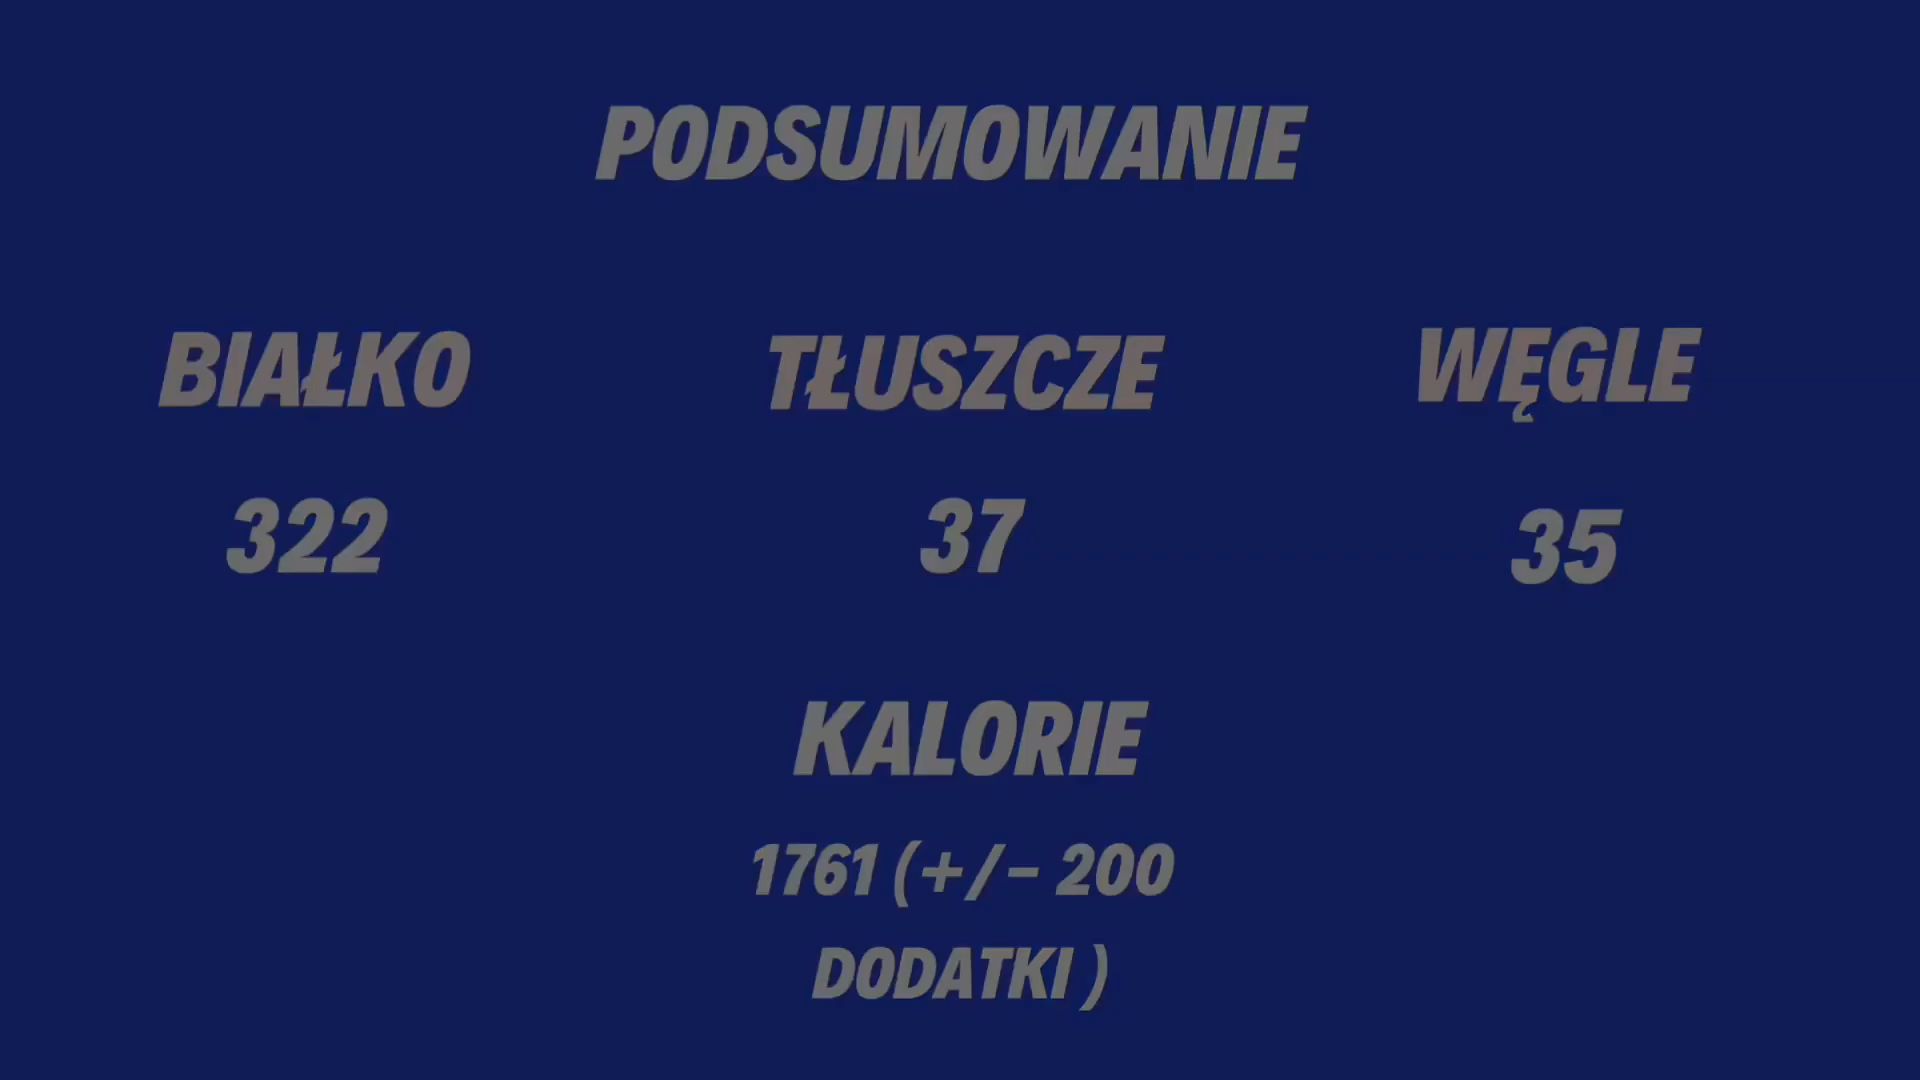 PODSUMOWANIE
BIAŁKO TŁUSZCZE WĘGLE
322 37 35
KALORIE
1761 (+/- 200
DODATKI )